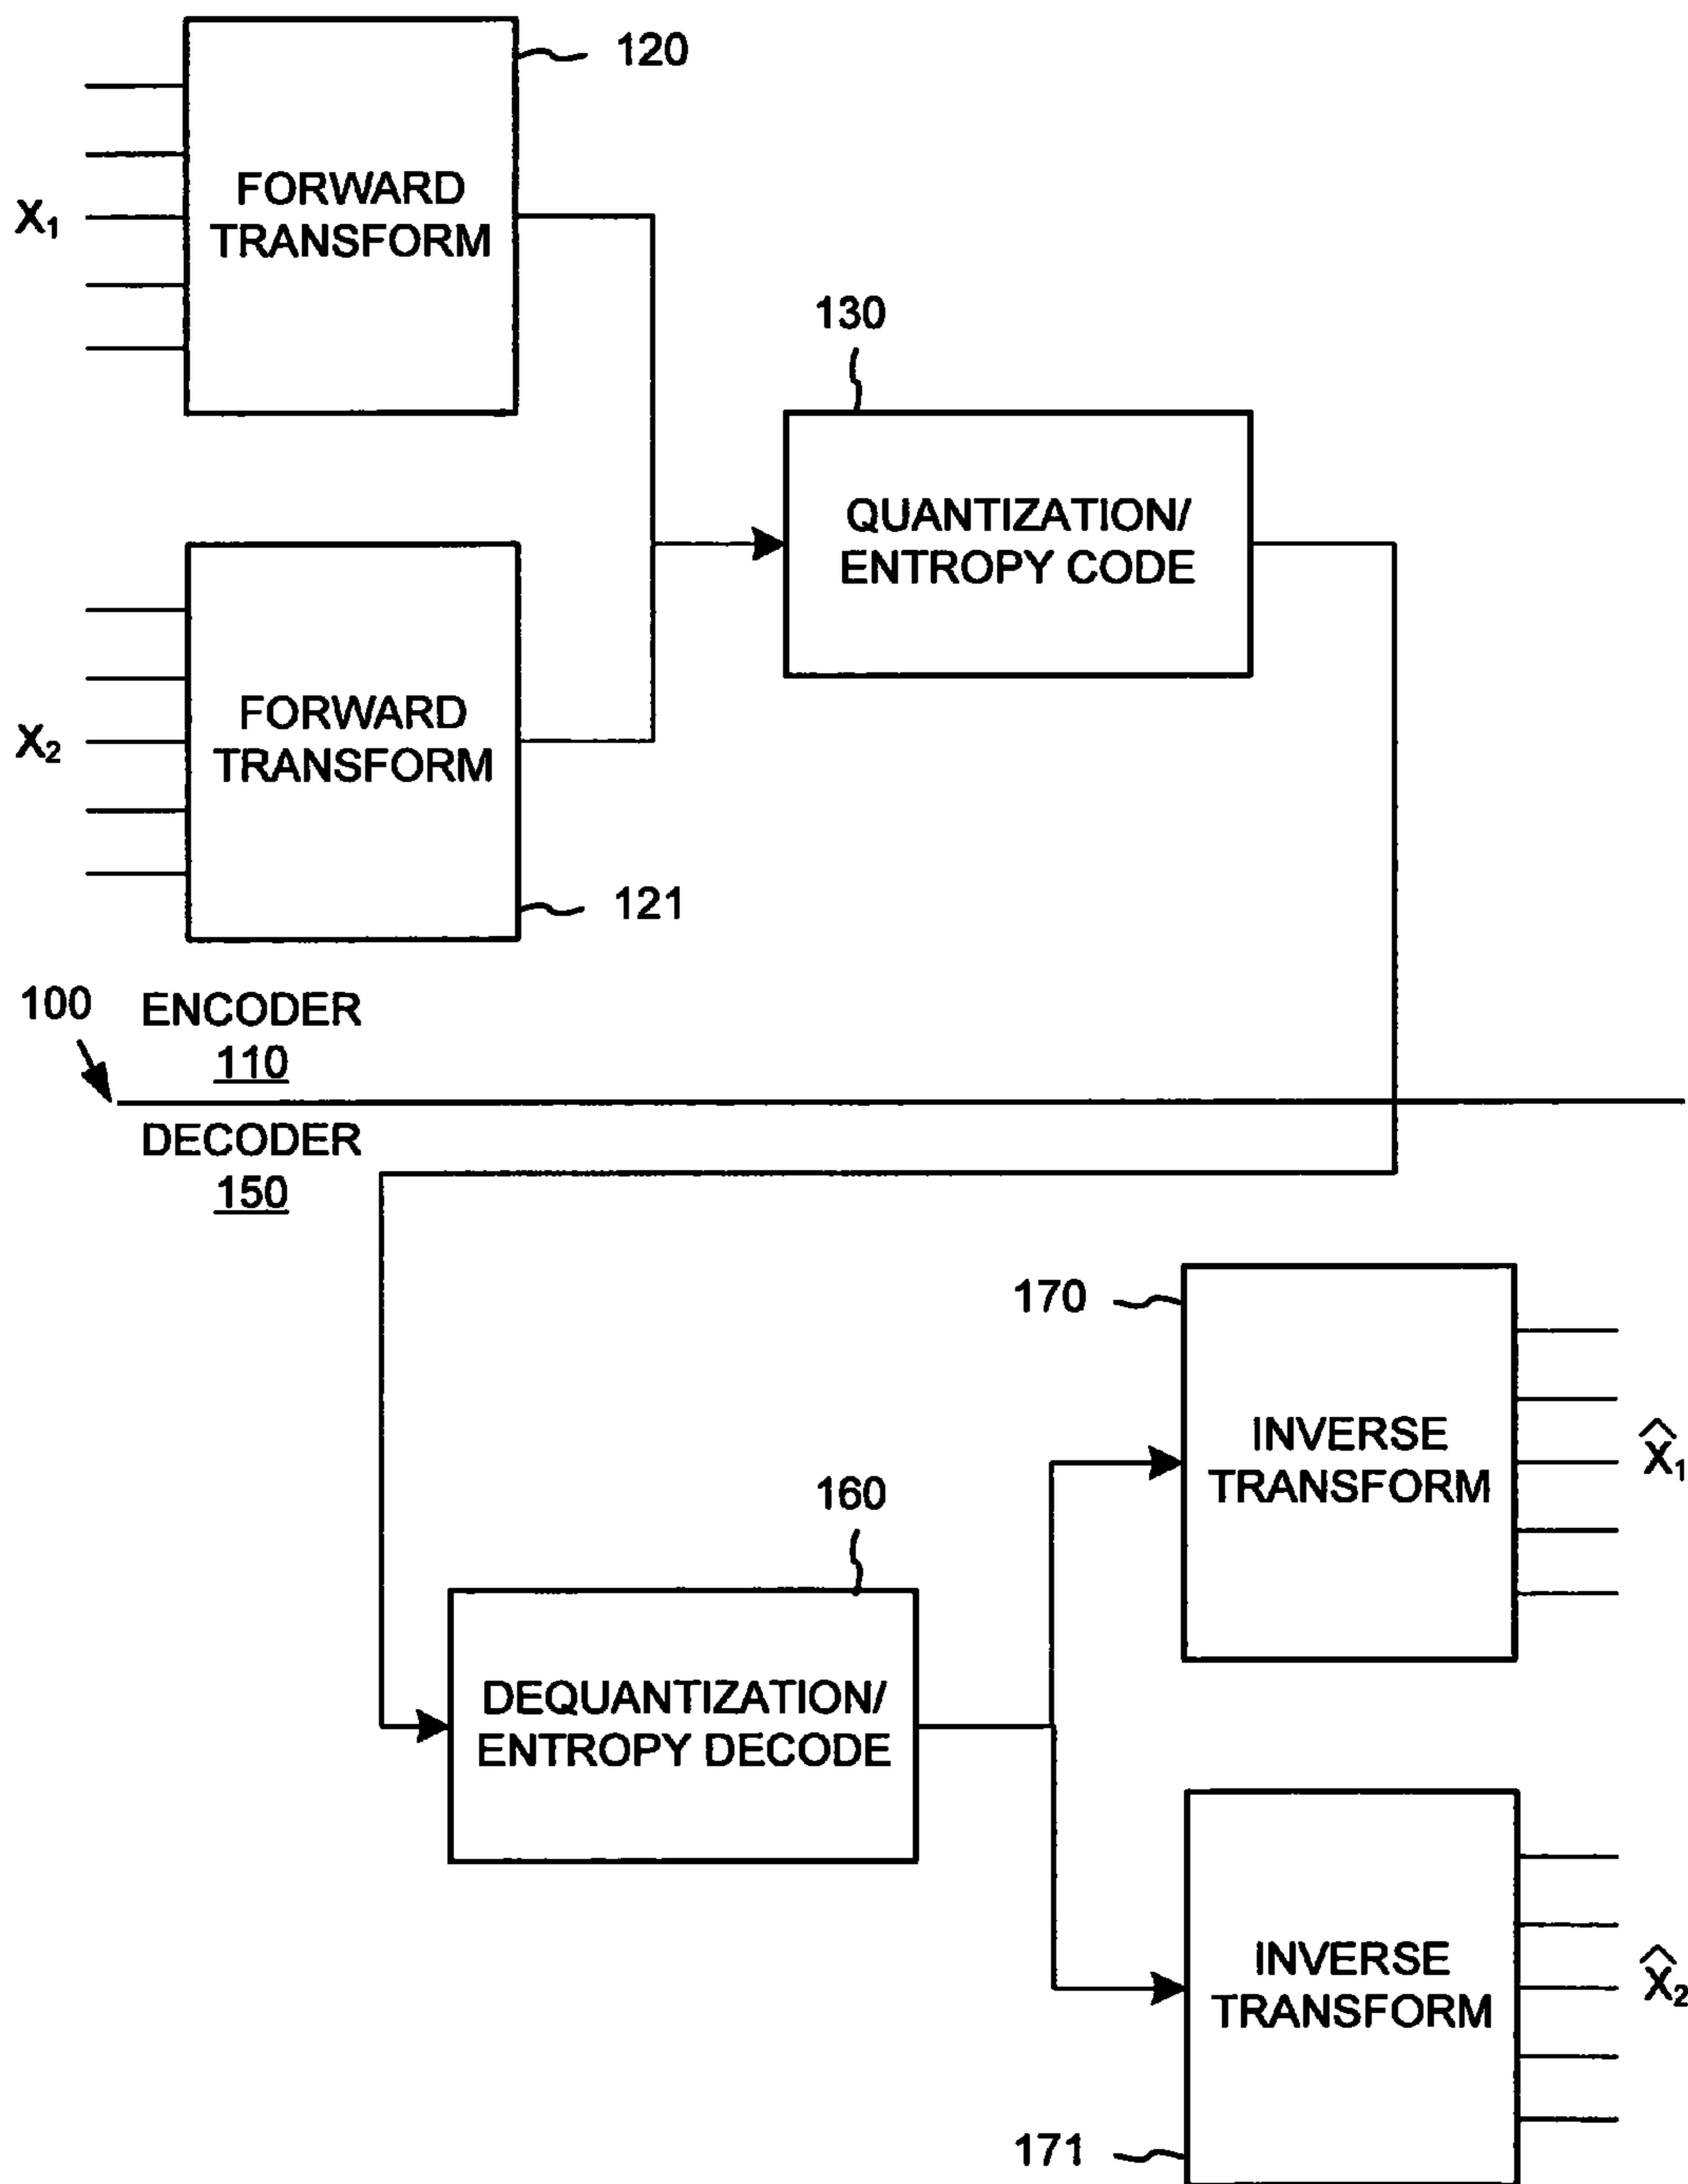 120
FORWARD
TRANSFORM
X₁
130
QUANTIZATION/
ENTROPY CODE
FORWARD
TRANSFORM
X₂
121
100
ENCODER
110
DECODER
150
170
INVERSE
TRANSFORM
X̂₁
160
DEQUANTIZATION/
ENTROPY DECODE
INVERSE
TRANSFORM
X̂₂
171